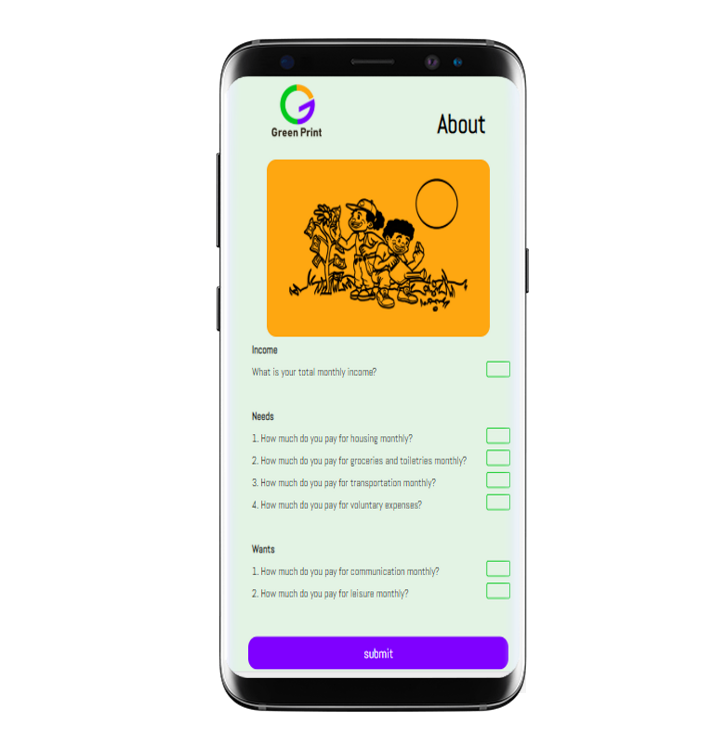 Green Print
About
Income
What is your total monthly income?
Needs
1. How much do you pay for housing monthly?
2. How much do you pay for groceries and toiletries monthly?
3. How much do you pay for transportation monthly?
4. How much do you pay for voluntary expenses?
Wants
1. How much do you pay for communication monthly?
2. How much do you pay for leisure monthly?
submit